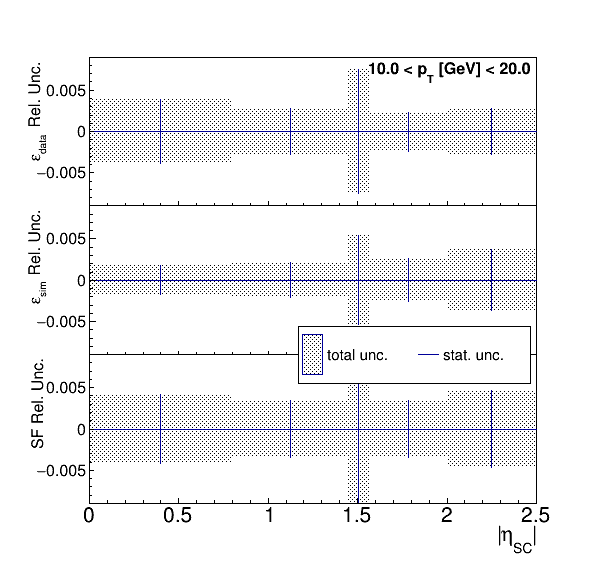 10.0 < p_T [GeV] < 20.0
ε_data Rel. Unc.
0.005
0
−0.005
ε_sim Rel. Unc.
0.005
0
−0.005
total unc.
stat. unc.
SF Rel. Unc.
0.005
0
−0.005
0 0.5 1 1.5 2 2.5
|η_SC|